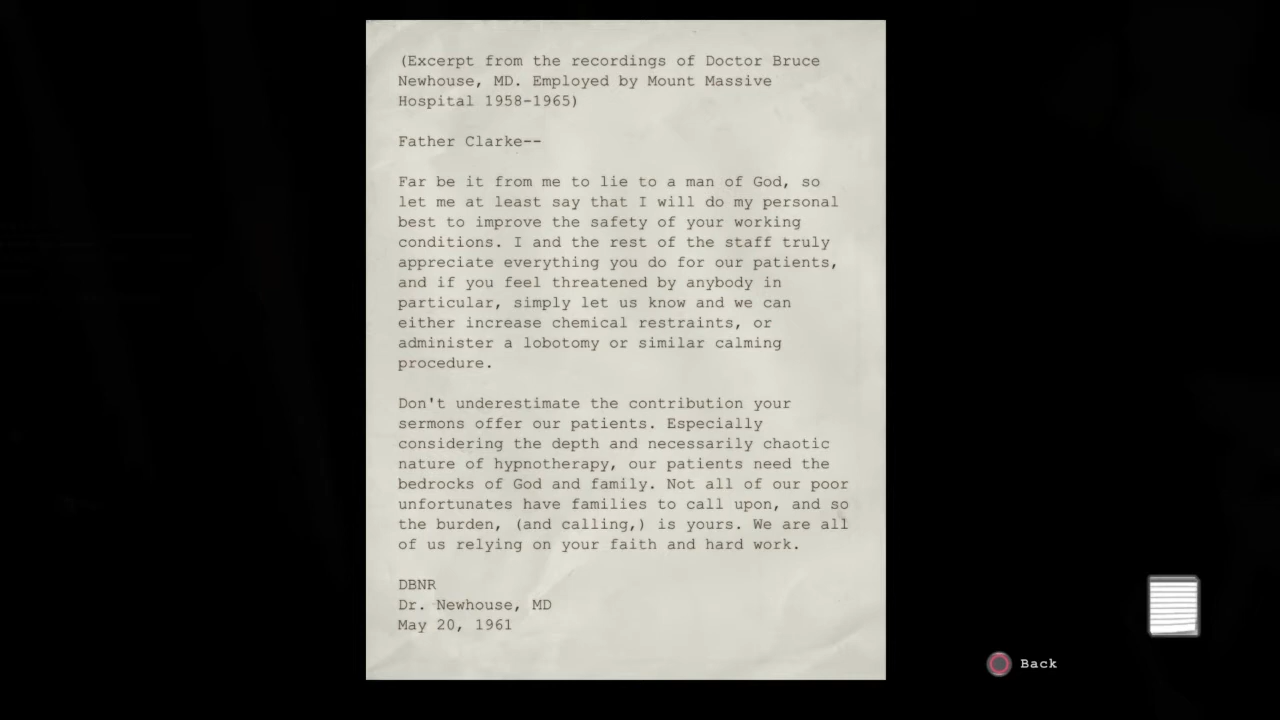 (Excerpt from the recordings of Doctor Bruce
Newhouse, MD. Employed by Mount Massive
Hospital 1958-1965)
Father Clarke--
Far be it from me to lie to a man of God, so
let me at least say that I will do my personal
best to improve the safety of your working
conditions. I and the rest of the staff truly
appreciate everything you do for our patients,
and if you feel threatened by anybody in
particular, simply let us know and we can
either increase chemical restraints, or
administer a lobotomy or similar calming
procedure.
Don't underestimate the contribution your
sermons offer our patients. Especially
considering the depth and necessarily chaotic
nature of hypnotherapy, our patients need the
bedrocks of God and family. Not all of our poor
unfortunates have families to call upon, and so
the burden, (and calling,) is yours. We are all
of us relying on your faith and hard work.
DBNR
Dr. Newhouse, MD
May 20, 1961
Back